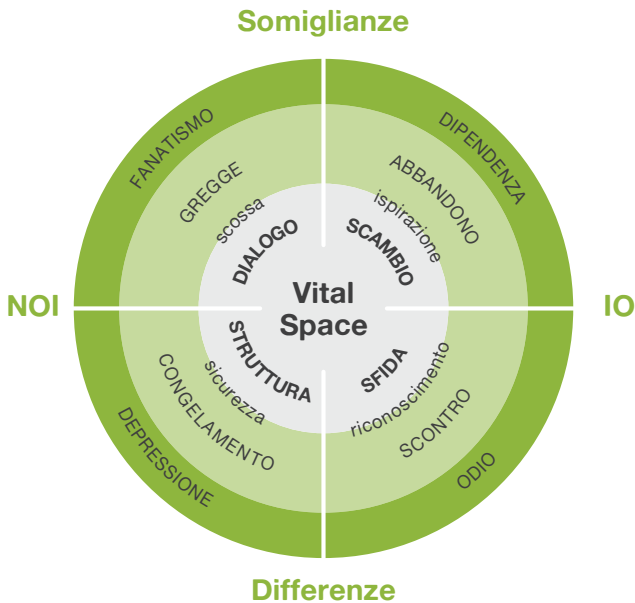 Somiglianze
FANATISMO
DIPENDENZA
GREGGE
ABBANDONO
scossa
ispirazione
DIALOGO
SCAMBIO
NOI
Vital
Space
IO
STRUTTURA
SFIDA
sicurezza
riconoscimento
CONGELAMENTO
SCONTRO
DEPRESSIONE
ODIO
Differenze